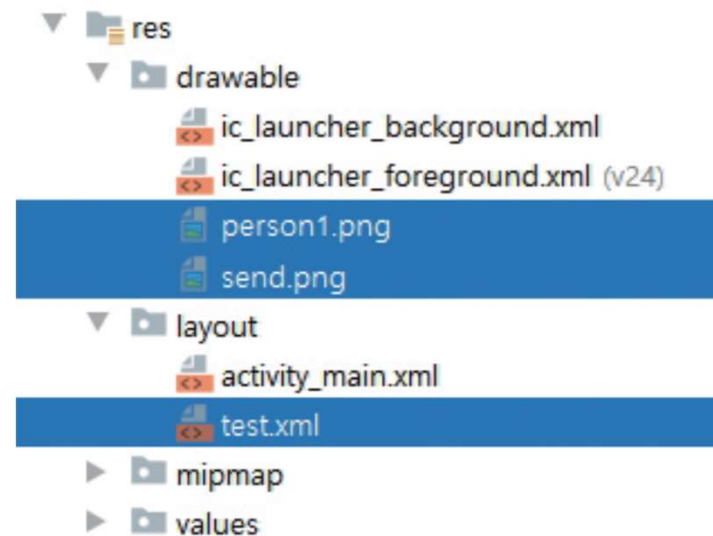 res
drawable
ic_launcher_background.xml
ic_launcher_foreground.xml (v24)
person1.png
send.png
layout
activity_main.xml
test.xml
mipmap
values